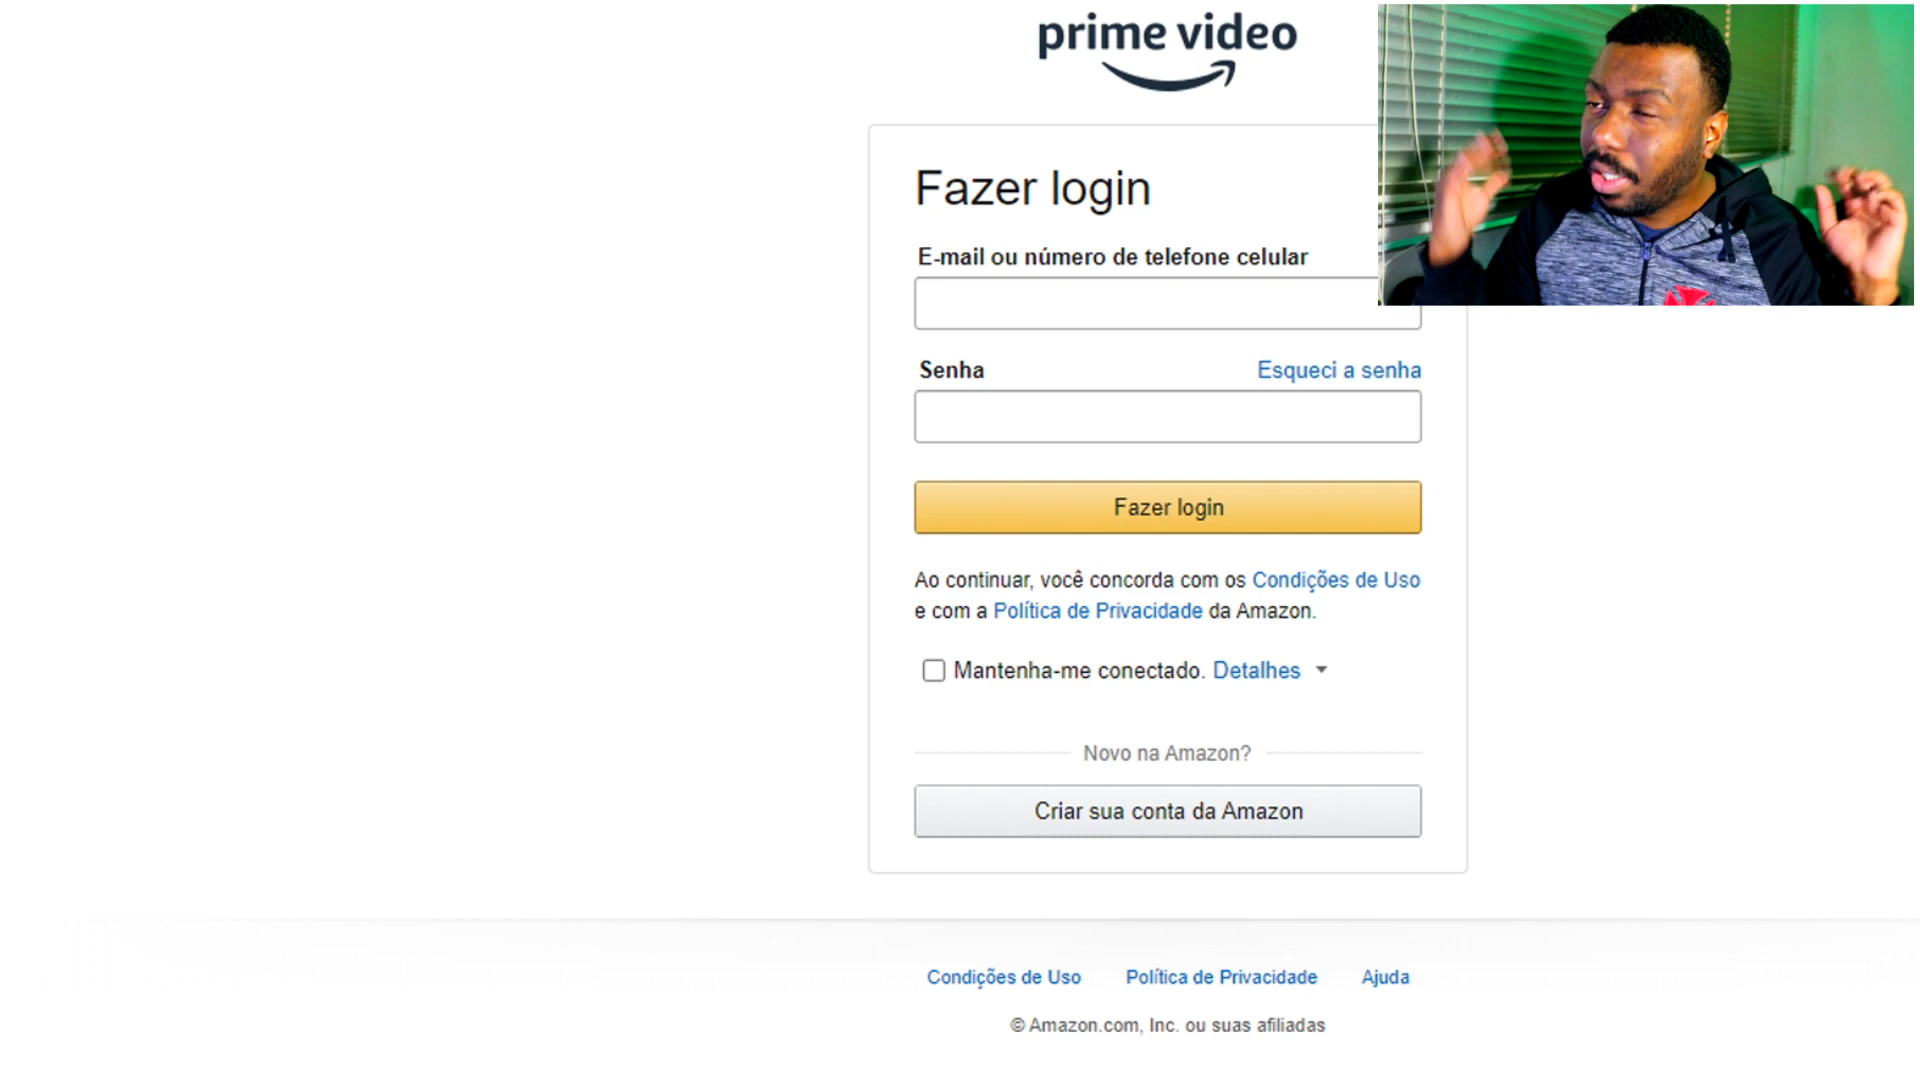 prime video
Fazer login
E-mail ou número de telefone celular
Senha Esqueci a senha
Fazer login
Ao continuar, você concorda com os Condições de Uso
e com a Política de Privacidade da Amazon.
Mantenha-me conectado. Detalhes
Novo na Amazon?
Criar sua conta da Amazon
Condições de Uso Política de Privacidade Ajuda
© Amazon.com, Inc. ou suas afiliadas